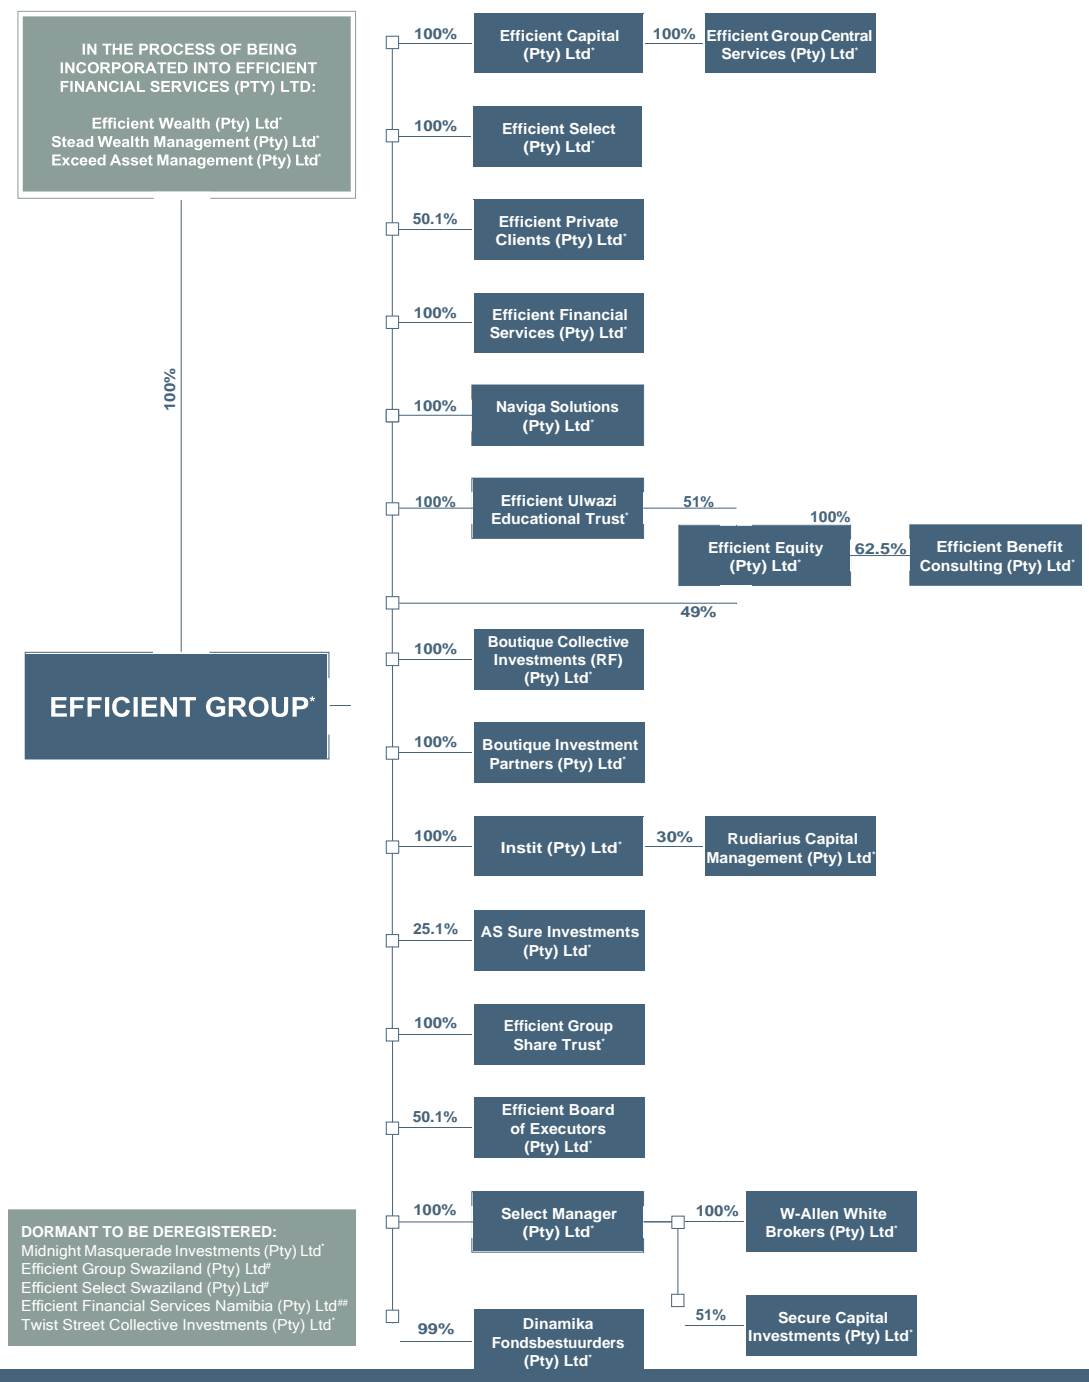 IN THE PROCESS OF BEING
INCORPORATED INTO EFFICIENT
FINANCIAL SERVICES (PTY) LTD:
Efficient Wealth (Pty) Ltd*
Stead Wealth Management (Pty) Ltd*
Exceed Asset Management (Pty) Ltd*
100%
EFFICIENT GROUP*
100%
Efficient Capital
(Pty) Ltd*
100%
Efficient Group Central
Services (Pty) Ltd*
100%
Efficient Select
(Pty) Ltd*
50.1%
Efficient Private
Clients (Pty) Ltd*
100%
Efficient Financial
Services (Pty) Ltd*
100%
Naviga Solutions
(Pty) Ltd*
100%
Efficient Ulwazi
Educational Trust*
51%
100%
Efficient Equity
(Pty) Ltd*
62.5%
Efficient Benefit
Consulting (Pty) Ltd*
49%
100%
Boutique Collective
Investments (RF)
(Pty) Ltd*
100%
Boutique Investment
Partners (Pty) Ltd*
100%
Instit (Pty) Ltd*
30%
Rudiarius Capital
Management (Pty) Ltd*
25.1%
AS Sure Investments
(Pty) Ltd*
100%
Efficient Group
Share Trust*
50.1%
Efficient Board
of Executors
(Pty) Ltd*
100%
Select Manager
(Pty) Ltd*
100%
W-Allen White
Brokers (Pty) Ltd*
51%
Secure Capital
Investments (Pty) Ltd*
99%
Dinamika
Fondsbestuurders
(Pty) Ltd*
DORMANT TO BE DEREGISTERED:
Midnight Masquerade Investments (Pty) Ltd*
Efficient Group Swaziland (Pty) Ltd#
Efficient Select Swaziland (Pty) Ltd#
Efficient Financial Services Namibia (Pty) Ltd##
Twist Street Collective Investments (Pty) Ltd*